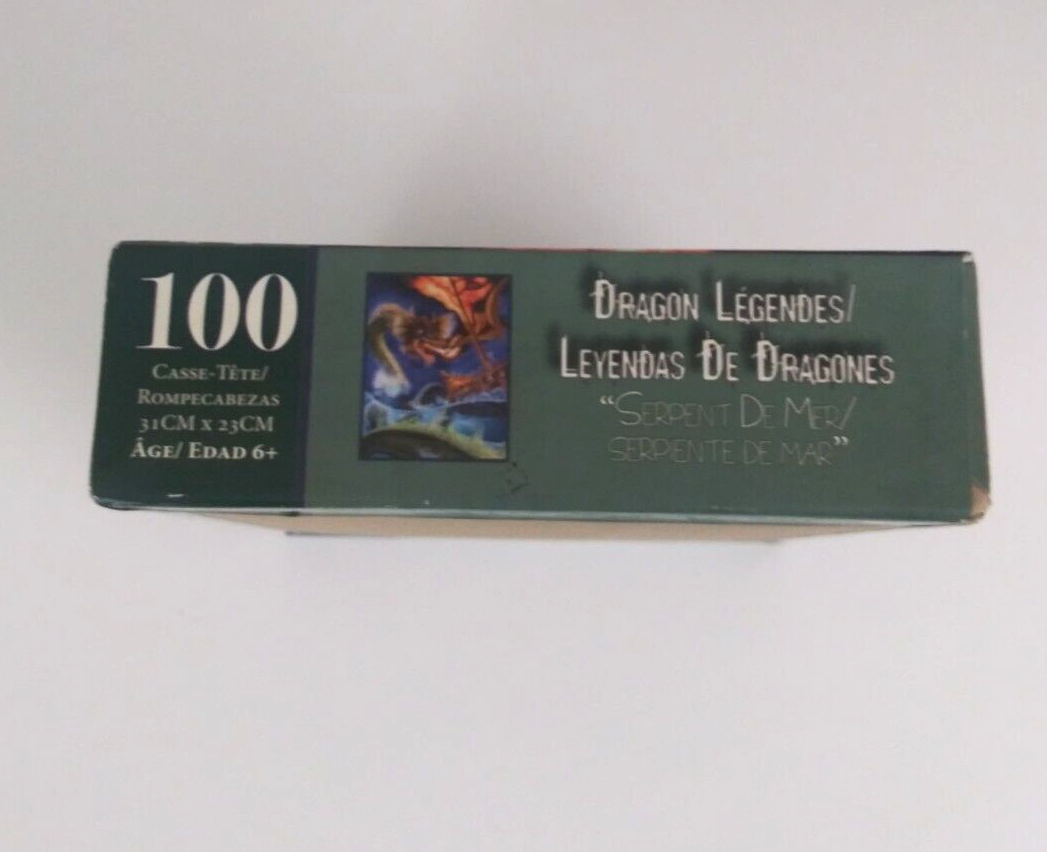 100
CASSE-TÊTE/
ROMPECABEZAS
31CM X 23CM
ÂGE/ EDAD 6+
DRAGON LÉGENDES/
LEYENDAS DE DRAGONES
“SERPENT DE MER/
SERPIENTE DE MAR”